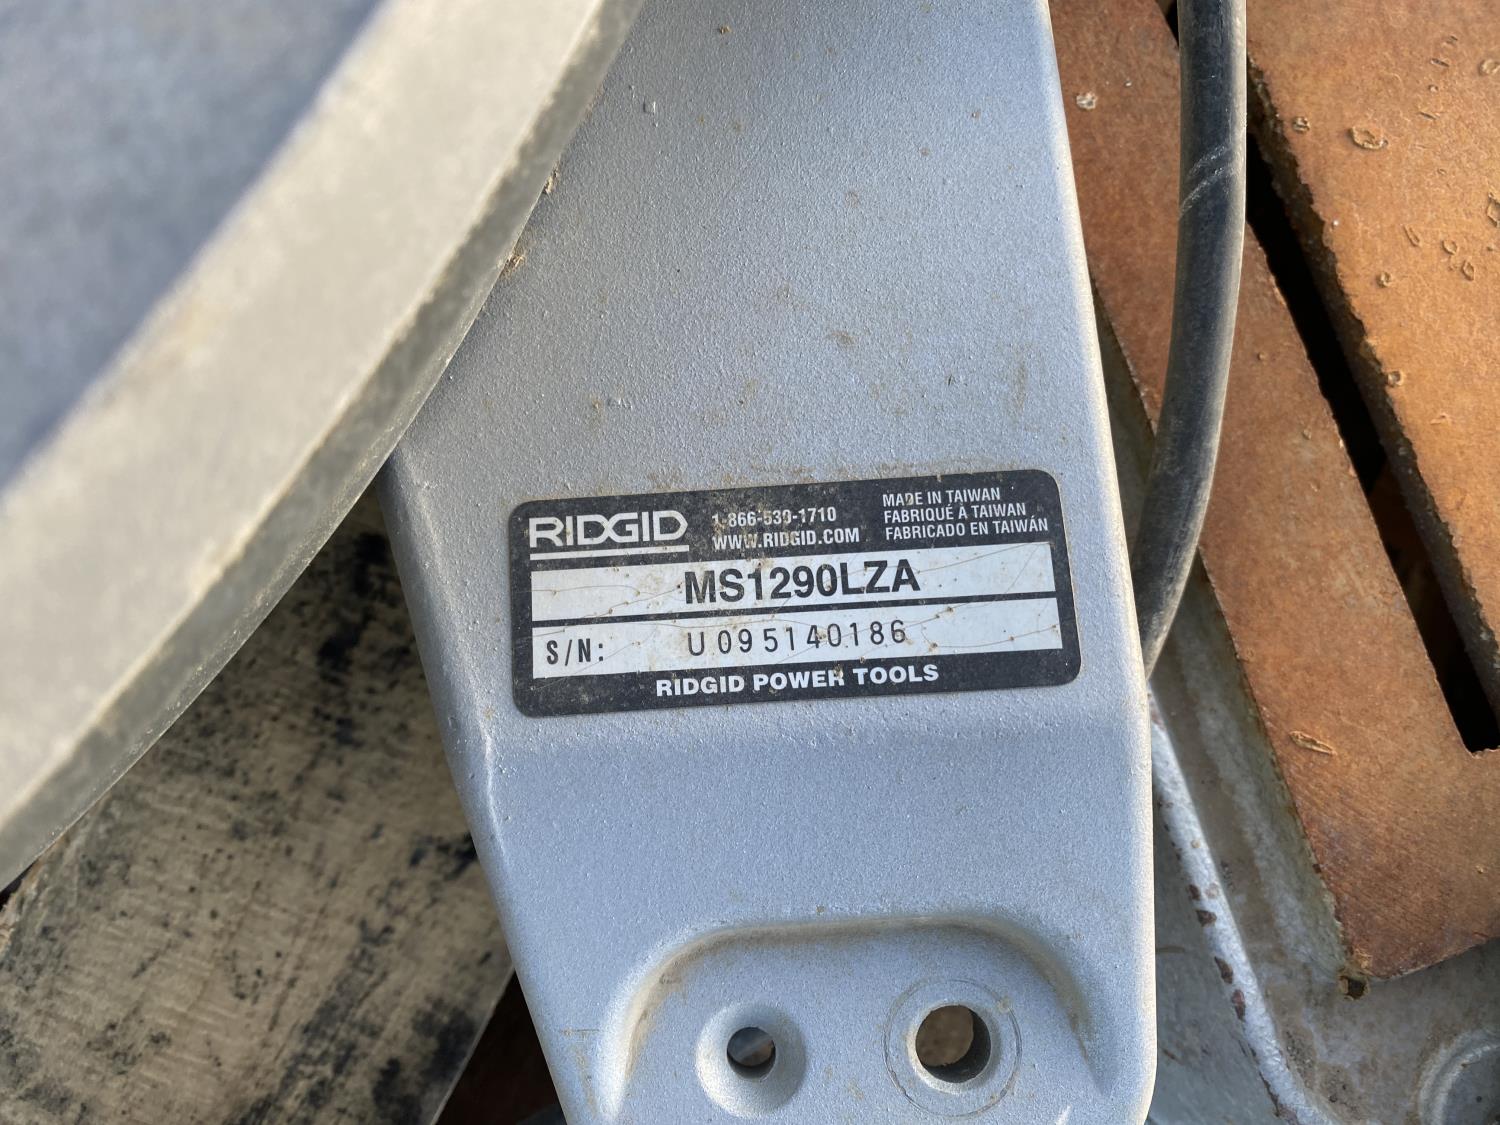 RIDGID
1-866-539-1710
WWW.RIDGID.COM
MADE IN TAIWAN
FABRIQUÉ À TAIWAN
FABRICADO EN TAIWÁN
MS1290LZA
S/N: U 095140186
RIDGID POWER TOOLS